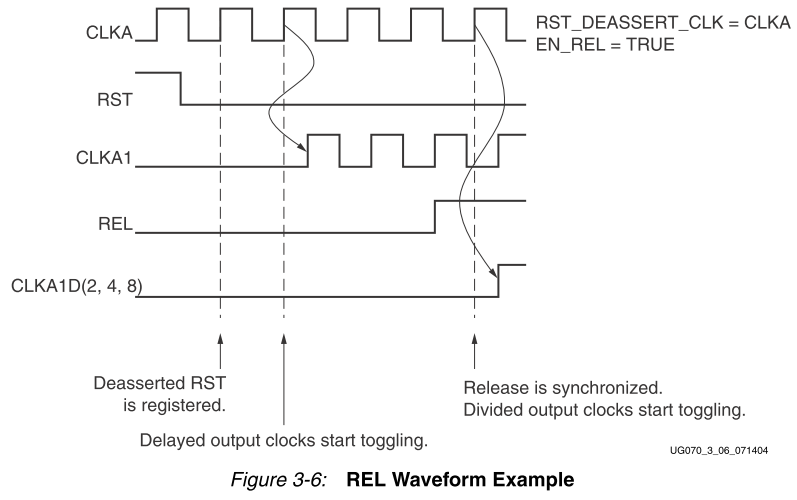 CLKA
RST_DEASSERT_CLK = CLKA
EN_REL = TRUE
RST
CLKA1
REL
CLKA1D(2, 4, 8)
Deasserted RST
is registered.
Release is synchronized.
Divided output clocks start toggling.
Delayed output clocks start toggling.
UG070_3_06_071404
Figure 3-6: REL Waveform Example